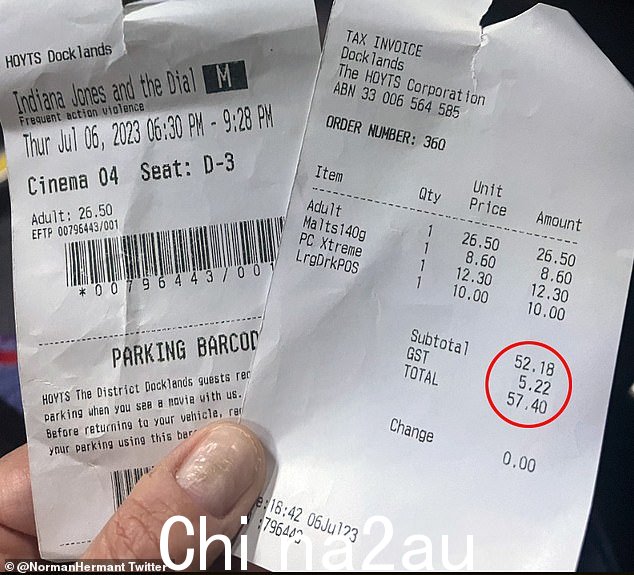 HOYTS Docklands
Indiana Jones and the Dial M
Frequent action violence
Thur Jul 06, 2023 06:30 PM - 9:28 PM
Cinema 04 Seat: D-3
Adult: 26.50
EFTP 00796443/001
*00796443/001
PARKING BARCOD
HOYTS The District Docklands guests rec
parking when you see a movie with us.
Before returning to your vehicle,
your parking using this bar
TAX INVOICE
Docklands
The HOYTS Corporation
ABN 33 006 564 585
ORDER NUMBER: 360
Item Qty Unit Price Amount
Adult 1 26.50 26.50
Malts140g 1 8.60 8.60
PC Xtreme 1 12.30 12.30
LrgDrkPOS 1 10.00 10.00
Subtotal 52.18
GST 5.22
TOTAL 57.40
Change 0.00
e:18:42 06Jul23
:796443
Chi na2au
© @NormanHermant Twitter